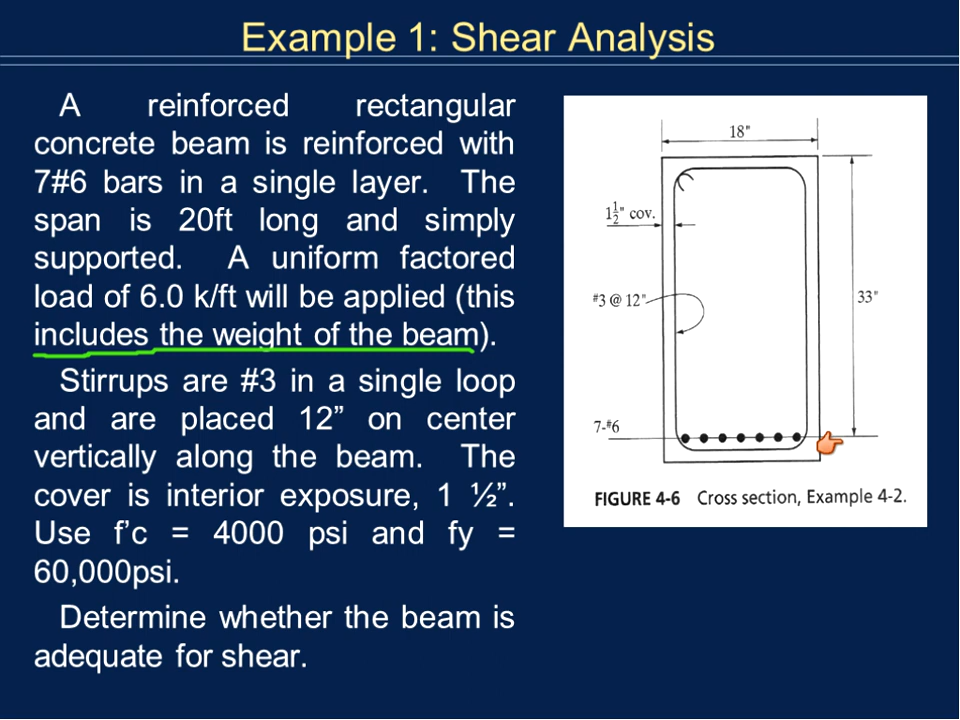 Example 1: Shear Analysis
A reinforced rectangular
concrete beam is reinforced with
7#6 bars in a single layer. The
span is 20ft long and simply
supported. A uniform factored
load of 6.0 k/ft will be applied (this
includes the weight of the beam).
Stirrups are #3 in a single loop
and are placed 12” on center
vertically along the beam. The
cover is interior exposure, 1 ½”.
Use f’c = 4000 psi and fy =
60,000psi.
Determine whether the beam is
adequate for shear.
18"
1½" cov.
#3 @ 12"
33"
7-#6
FIGURE 4-6 Cross section, Example 4-2.